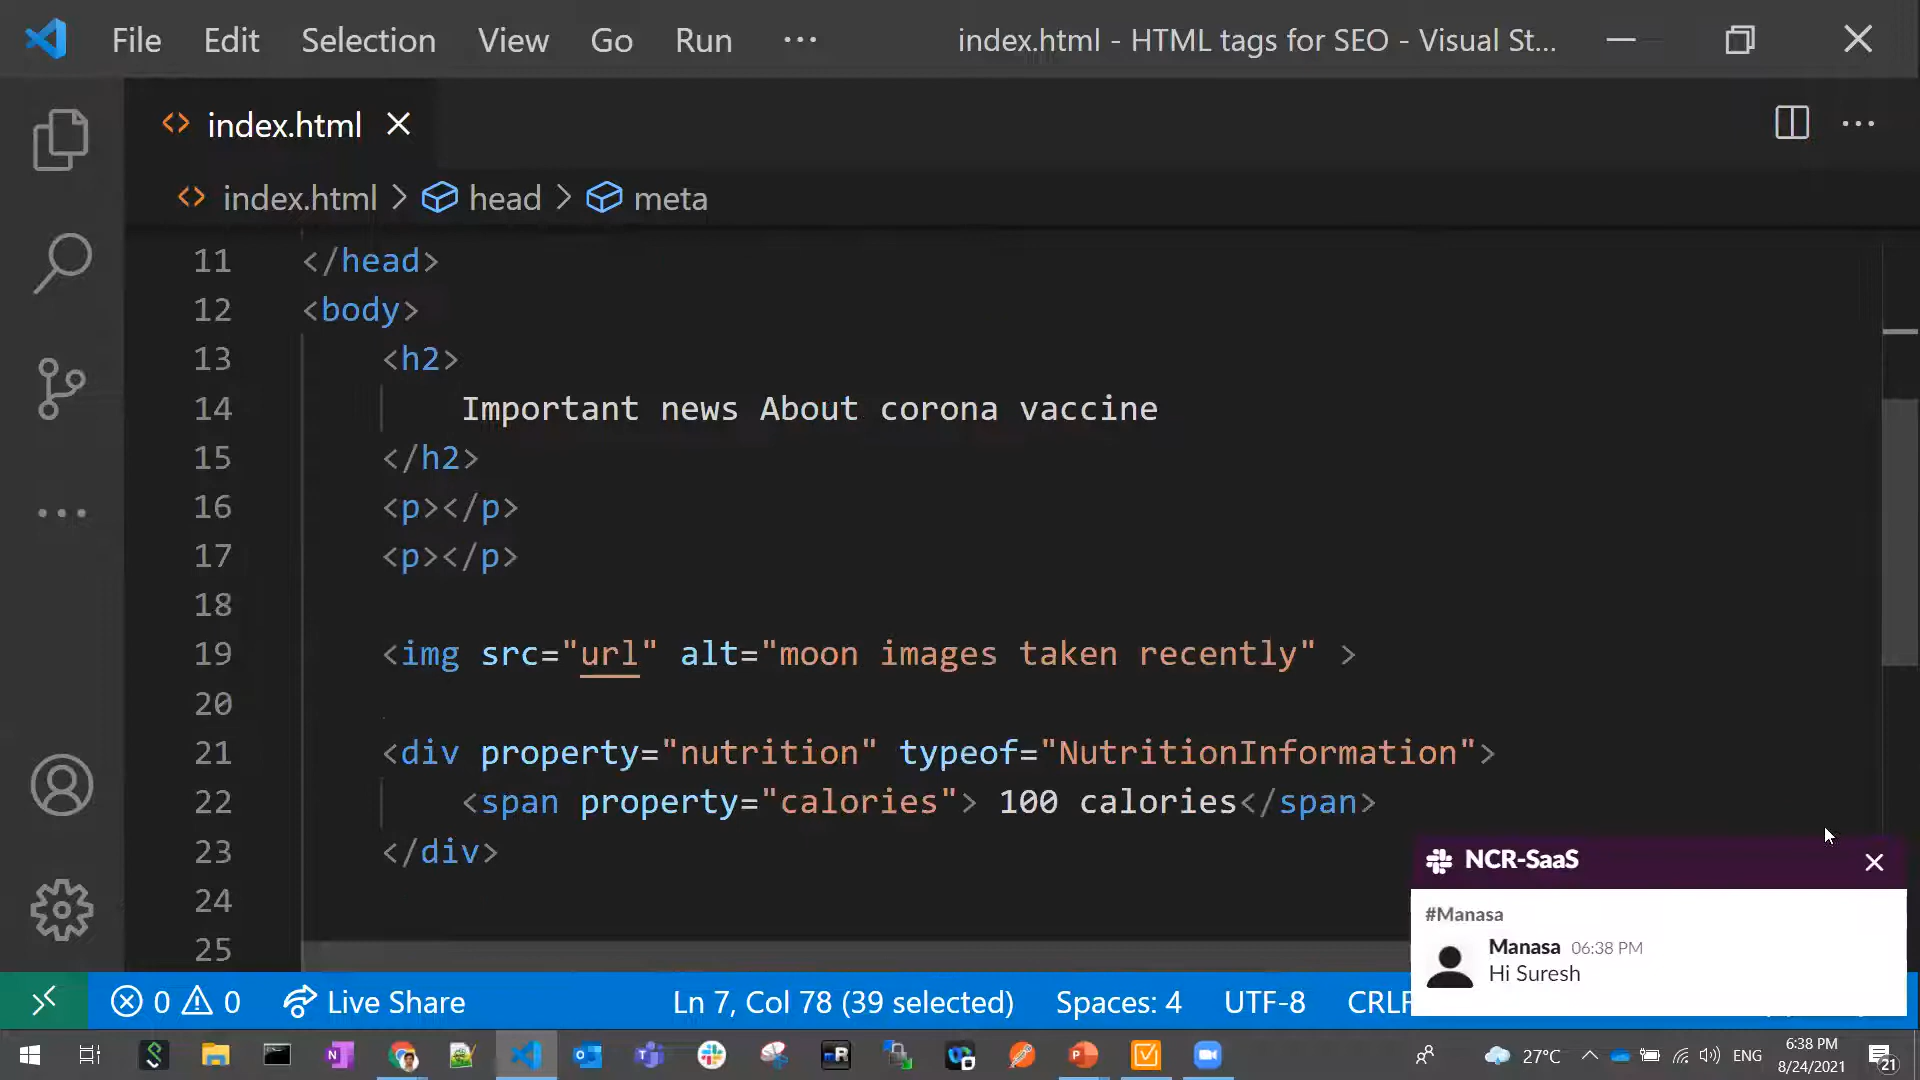 File Edit Selection View Go Run ··· index.html - HTML tags for SEO - Visual St...
index.html
index.html > head > meta
11 </head>
12 <body>
13 <h2>
14 Important news About corona vaccine
15 </h2>
16 <p></p>
17 <p></p>
18
19 <img src="url" alt="moon images taken recently" >
20
21 <div property="nutrition" typeof="NutritionInformation">
22 <span property="calories"> 100 calories</span>
23 </div>
24
25
NCR-SaaS
#Manasa
Manasa 06:38 PM
Hi Suresh
0 0 Live Share Ln 7, Col 78 (39 selected) Spaces: 4 UTF-8 CRLF
27°C ENG 6:38 PM
8/24/2021 21